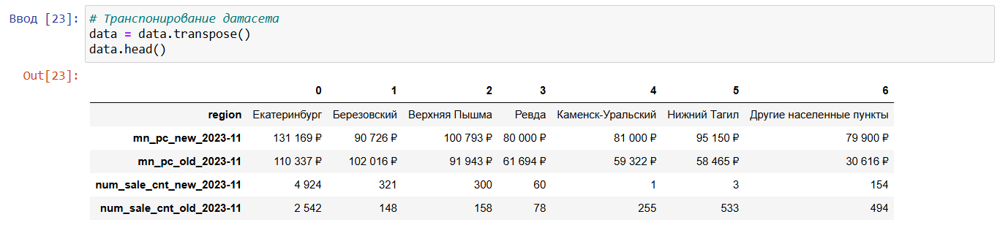 Ввод [23]: # Транспонирование датасета
data = data.transpose()
data.head()
Out[23]:
0 1 2 3 4 5 6
region Екатеринбург Березовский Верхняя Пышма Ревда Каменск-Уральский Нижний Тагил Другие населенные пункты
mn_pc_new_2023-11 131 169 ₽ 90 726 ₽ 100 793 ₽ 80 000 ₽ 81 000 ₽ 95 150 ₽ 79 900 ₽
mn_pc_old_2023-11 110 337 ₽ 102 016 ₽ 91 943 ₽ 61 694 ₽ 59 322 ₽ 58 465 ₽ 30 616 ₽
num_sale_cnt_new_2023-11 4 924 321 300 60 1 3 154
num_sale_cnt_old_2023-11 2 542 148 158 78 255 533 494